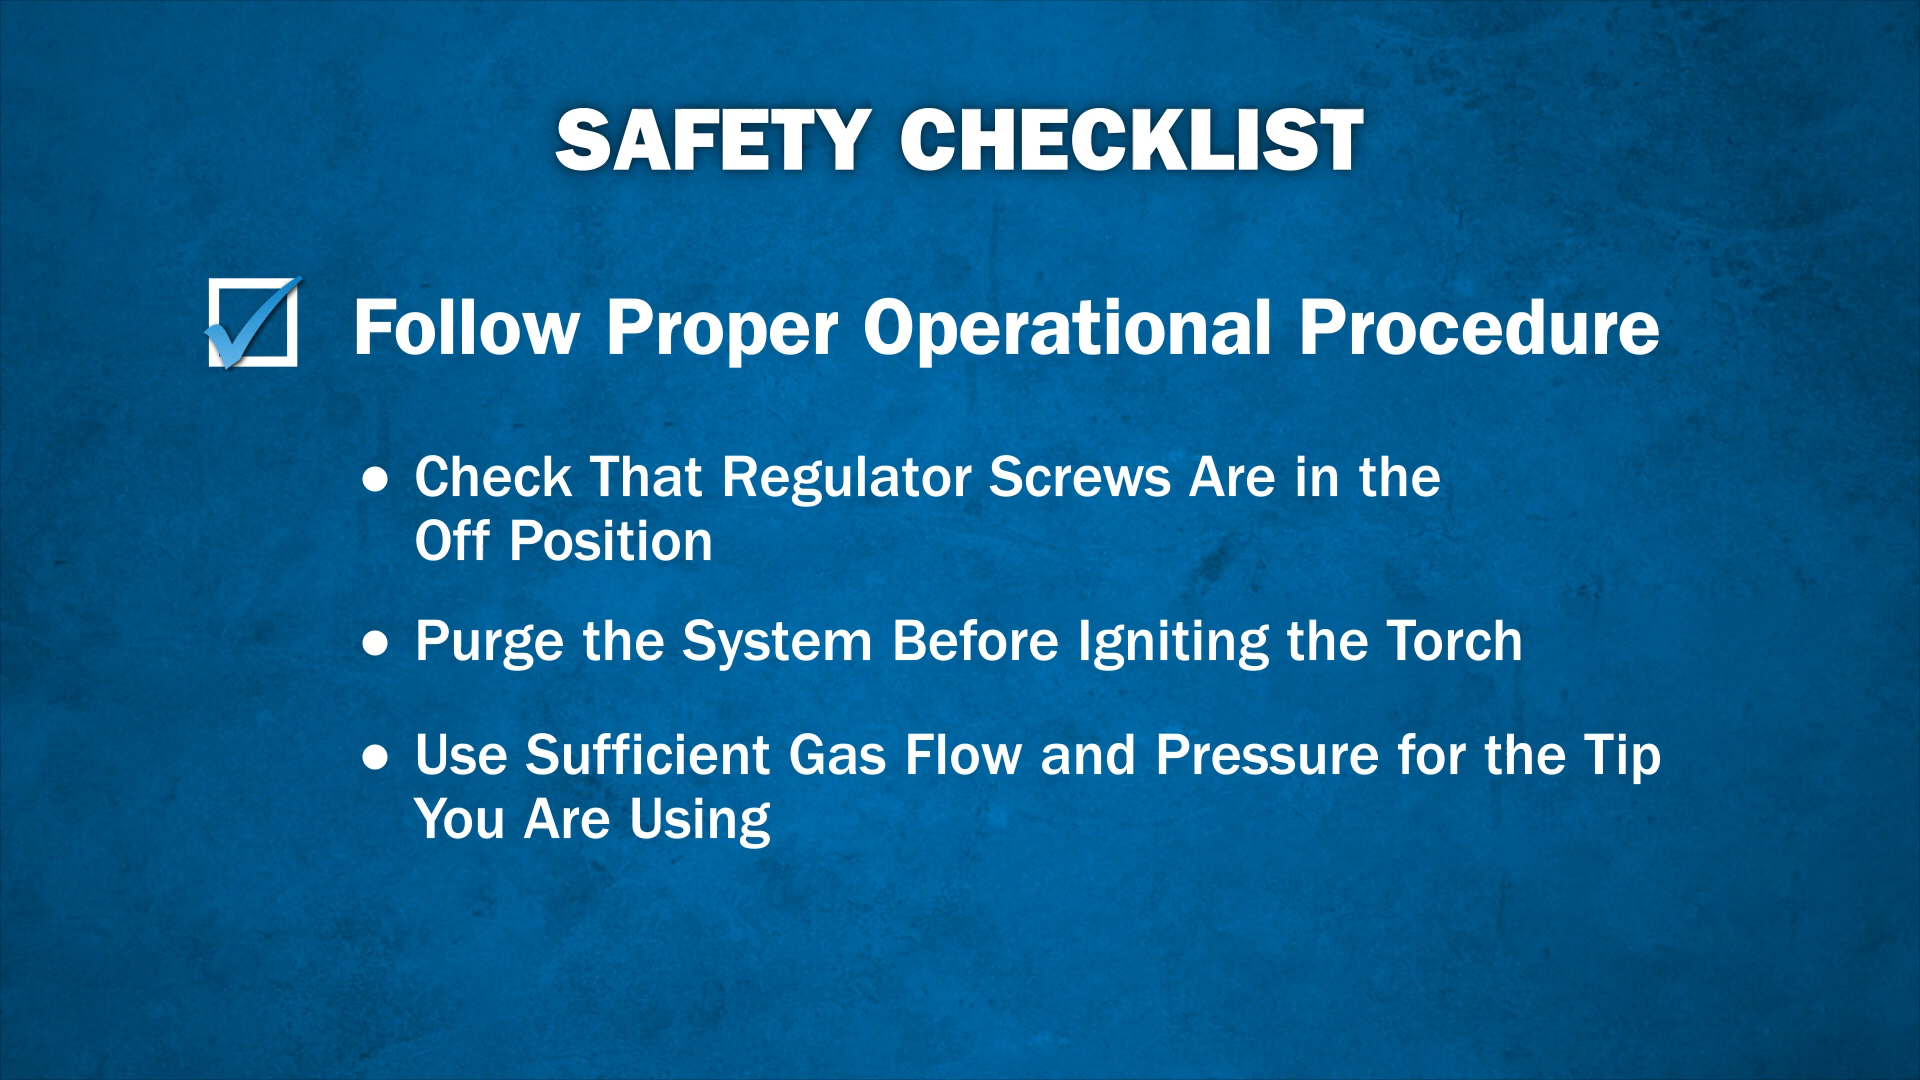 SAFETY CHECKLIST
Follow Proper Operational Procedure
● Check That Regulator Screws Are in the
Off Position
● Purge the System Before Igniting the Torch
● Use Sufficient Gas Flow and Pressure for the Tip
You Are Using